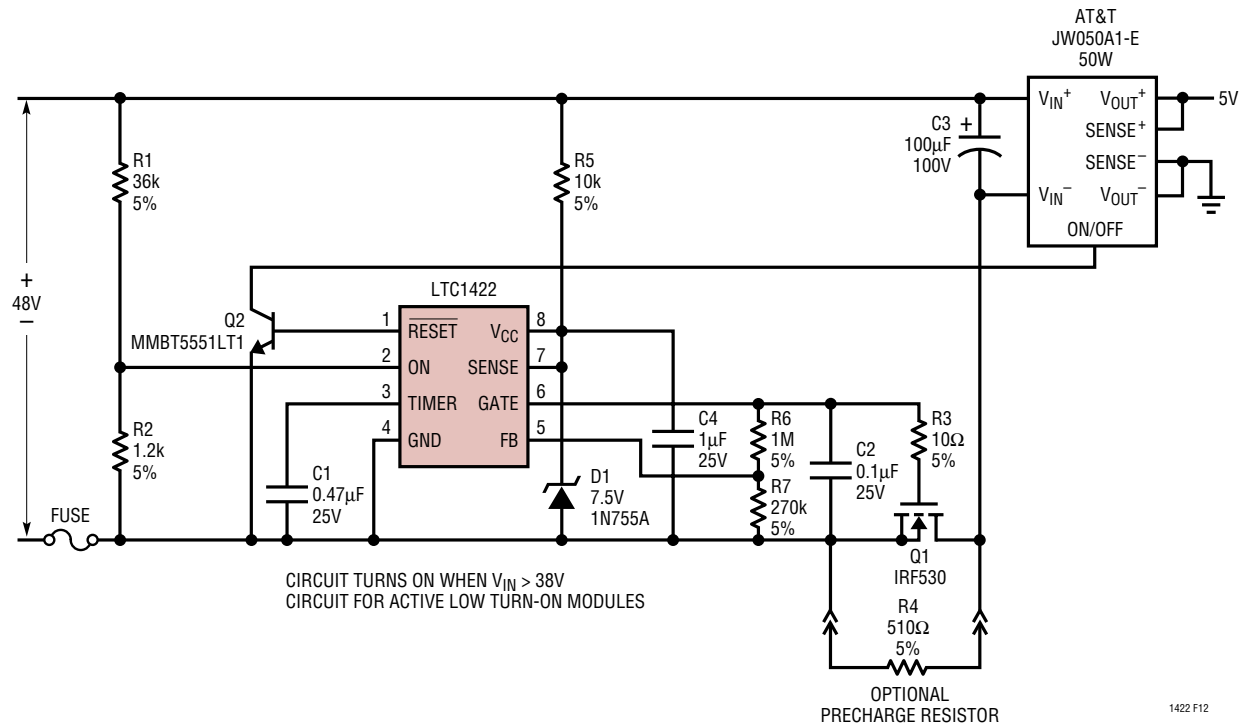 AT&T
JW050A1-E
50W
VIN+
VOUT+
5V
SENSE+
C3
+
100µF
100V
SENSE−
VIN−
VOUT−
ON/OFF
R1
36k
5%
R5
10k
5%
+
48V
−
LTC1422
Q2
MMBT5551LT1
1
RESET
VCC
8
2
ON
SENSE
7
3
TIMER
GATE
6
4
GND
FB
5
R2
1.2k
5%
C1
0.47µF
25V
D1
7.5V
1N755A
C4
1µF
25V
R6
1M
5%
R7
270k
5%
C2
0.1µF
25V
R3
10Ω
5%
FUSE
Q1
IRF530
CIRCUIT TURNS ON WHEN VIN > 38V
CIRCUIT FOR ACTIVE LOW TURN-ON MODULES
R4
510Ω
5%
OPTIONAL
PRECHARGE RESISTOR
1422 F12